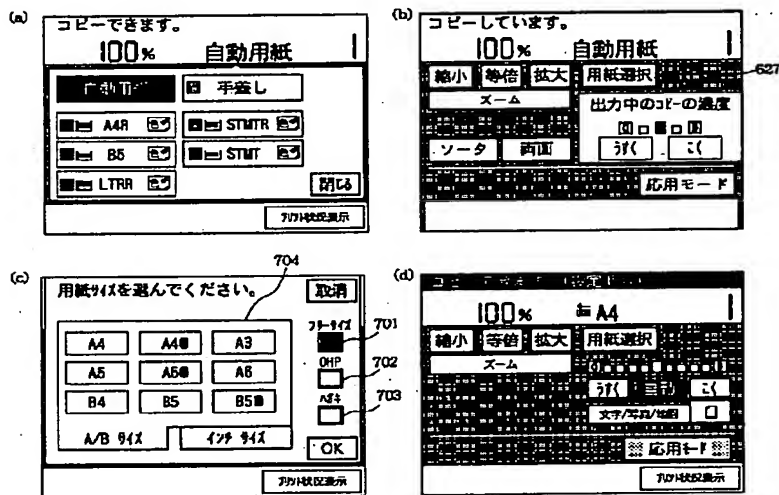 (a)
コピーできます。
100% 自動用紙 1
手差し
A4R
STMTR
B5
STMT
LTRR
閉じる
プリント状況表示
(b)
コピーしています。
100% 自動用紙 1
縮小 等倍 拡大 用紙選択
627
ズーム
出力中のコピーの濃度
ソータ 両面
うすく こく
応用モード
(c)
704
用紙サイズを選んでください。
取消
フリーサイズ
701
A4 A4R A3
OHP
702
A5 A5R A6
ハガキ
703
B4 B5 B5R
A/B サイズ インチ サイズ
OK
プリント状況表示
(d)
100% A4 1
縮小 等倍 拡大 用紙選択
ズーム
うすく こく
文字/写真/地図
応用モード
プリント状況表示